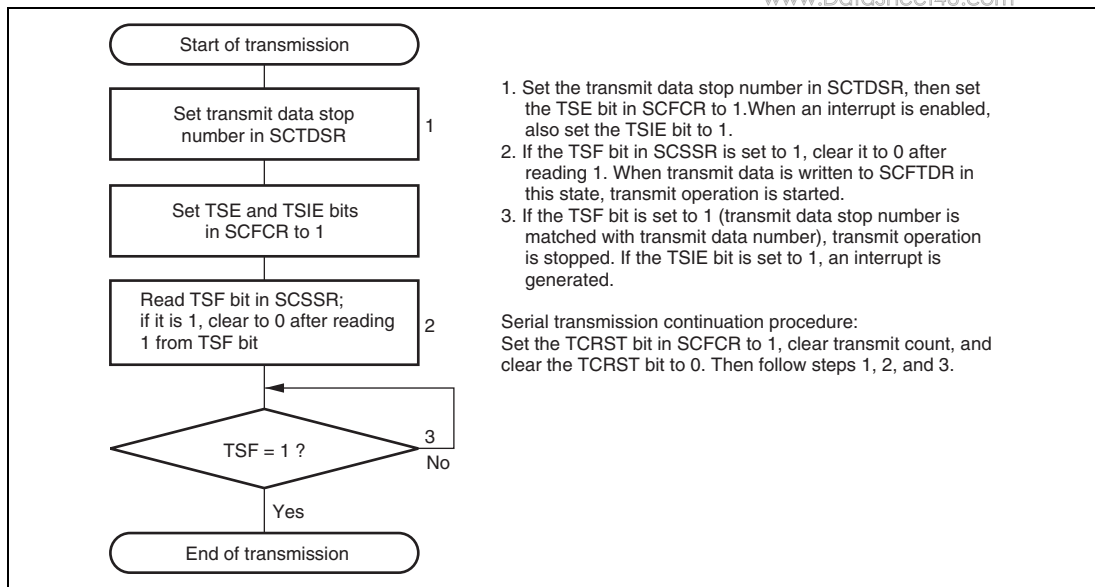 www.DataSheet4U.com
Start of transmission
Set transmit data stop
number in SCTDSR
1
Set TSE and TSIE bits
in SCFCR to 1
Read TSF bit in SCSSR;
if it is 1, clear to 0 after reading
1 from TSF bit
2
TSF = 1 ?
3
No
Yes
End of transmission
1. Set the transmit data stop number in SCTDSR, then set
the TSE bit in SCFCR to 1.When an interrupt is enabled,
also set the TSIE bit to 1.
2. If the TSF bit in SCSSR is set to 1, clear it to 0 after
reading 1. When transmit data is written to SCFTDR in
this state, transmit operation is started.
3. If the TSF bit is set to 1 (transmit data stop number is
matched with transmit data number), transmit operation
is stopped. If the TSIE bit is set to 1, an interrupt is
generated.
Serial transmission continuation procedure:
Set the TCRST bit in SCFCR to 1, clear transmit count, and
clear the TCRST bit to 0. Then follow steps 1, 2, and 3.